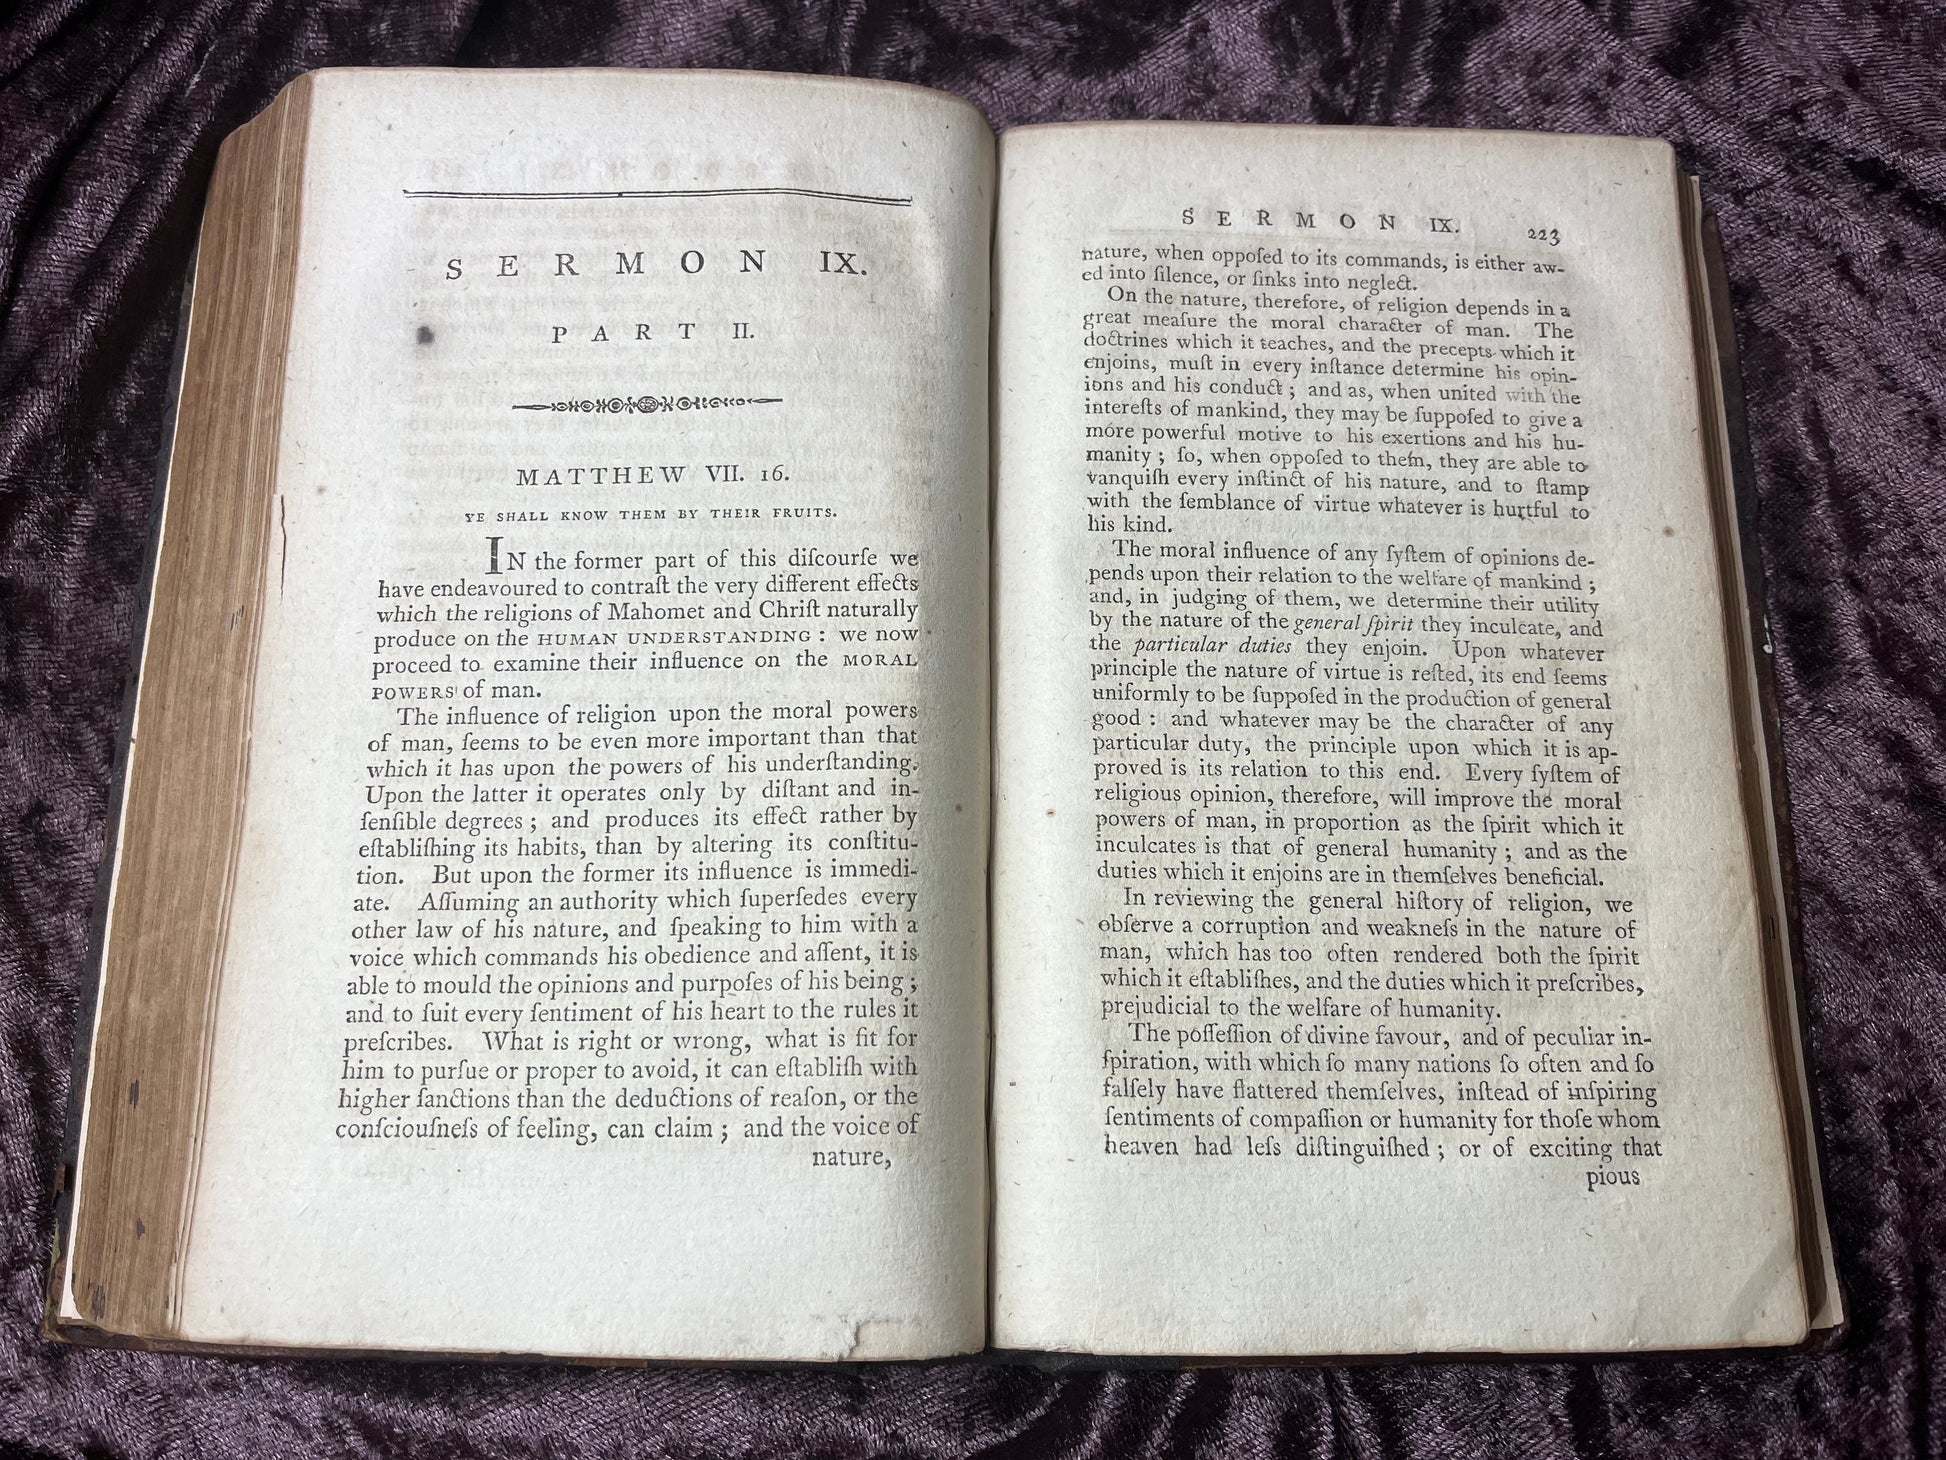 SERMON IX.
PART II.
MATTHEW VII. 16.
YE SHALL KNOW THEM BY THEIR FRUITS.
IN the former part of this diſcourſe we
have endeavoured to contraſt the very different effects
which the religions of Mahomet and Chriſt naturally
produce on the HUMAN UNDERSTANDING: we now
proceed to examine their influence on the MORAL
POWERS of man.
The influence of religion upon the moral powers
of man, ſeems to be even more important than that
which it has upon the powers of his underſtanding.
Upon the latter it operates only by diſtant and in-
ſenſible degrees; and produces its effect rather by
eſtabliſhing its habits, than by altering its conſtitu-
tion. But upon the former its influence is immedi-
ate. Aſſuming an authority which ſuperſedes every
other law of his nature, and ſpeaking to him with a
voice which commands his obedience and aſſent, it is
able to mould the opinions and purpoſes of his being;
and to ſuit every ſentiment of his heart to the rules it
preſcribes. What is right or wrong, what is fit for
him to purſue or proper to avoid, it can eſtabliſh with
higher ſanctions than the deductions of reaſon, or the
conſciouſneſs of feeling, can claim; and the voice of
nature,
SERMON IX. 223
nature, when oppoſed to its commands, is either aw-
ed into ſilence, or ſinks into neglect.
On the nature, therefore, of religion depends in a
great meaſure the moral character of man. The
doctrines which it teaches, and the precepts which it
enjoins, muſt in every inſtance determine his opin-
ions and his conduct; and as, when united with the
intereſts of mankind, they may be ſuppoſed to give a
more powerful motive to his exertions and his hu-
manity; ſo, when oppoſed to them, they are able to
vanquiſh every inſtinct of his nature, and to ſtamp
with the ſemblance of virtue whatever is hurtful to
his kind.
The moral influence of any ſyſtem of opinions de-
pends upon their relation to the welfare of mankind;
and, in judging of them, we determine their utility
by the nature of the general ſpirit they inculcate, and
the particular duties they enjoin. Upon whatever
principle the nature of virtue is reſted, its end ſeems
uniformly to be ſuppoſed in the production of general
good: and whatever may be the character of any
particular duty, the principle upon which it is ap-
proved is its relation to this end. Every ſyſtem of
religious opinion, therefore, will improve the moral
powers of man, in proportion as the ſpirit which it
inculcates is that of general humanity; and as the
duties which it enjoins are in themſelves beneficial.
In reviewing the general hiſtory of religion, we
obſerve a corruption and weakneſs in the nature of
man, which has too often rendered both the ſpirit
which it eſtabliſhes, and the duties which it preſcribes,
prejudicial to the welfare of humanity.
The poſſeſſion of divine favour, and of peculiar in-
ſpiration, with which ſo many nations ſo often and ſo
falſely have flattered themſelves, inſtead of inſpiring
ſentiments of compaſſion or humanity for thoſe whom
heaven had leſs diſtinguiſhed; or of exciting that
pious